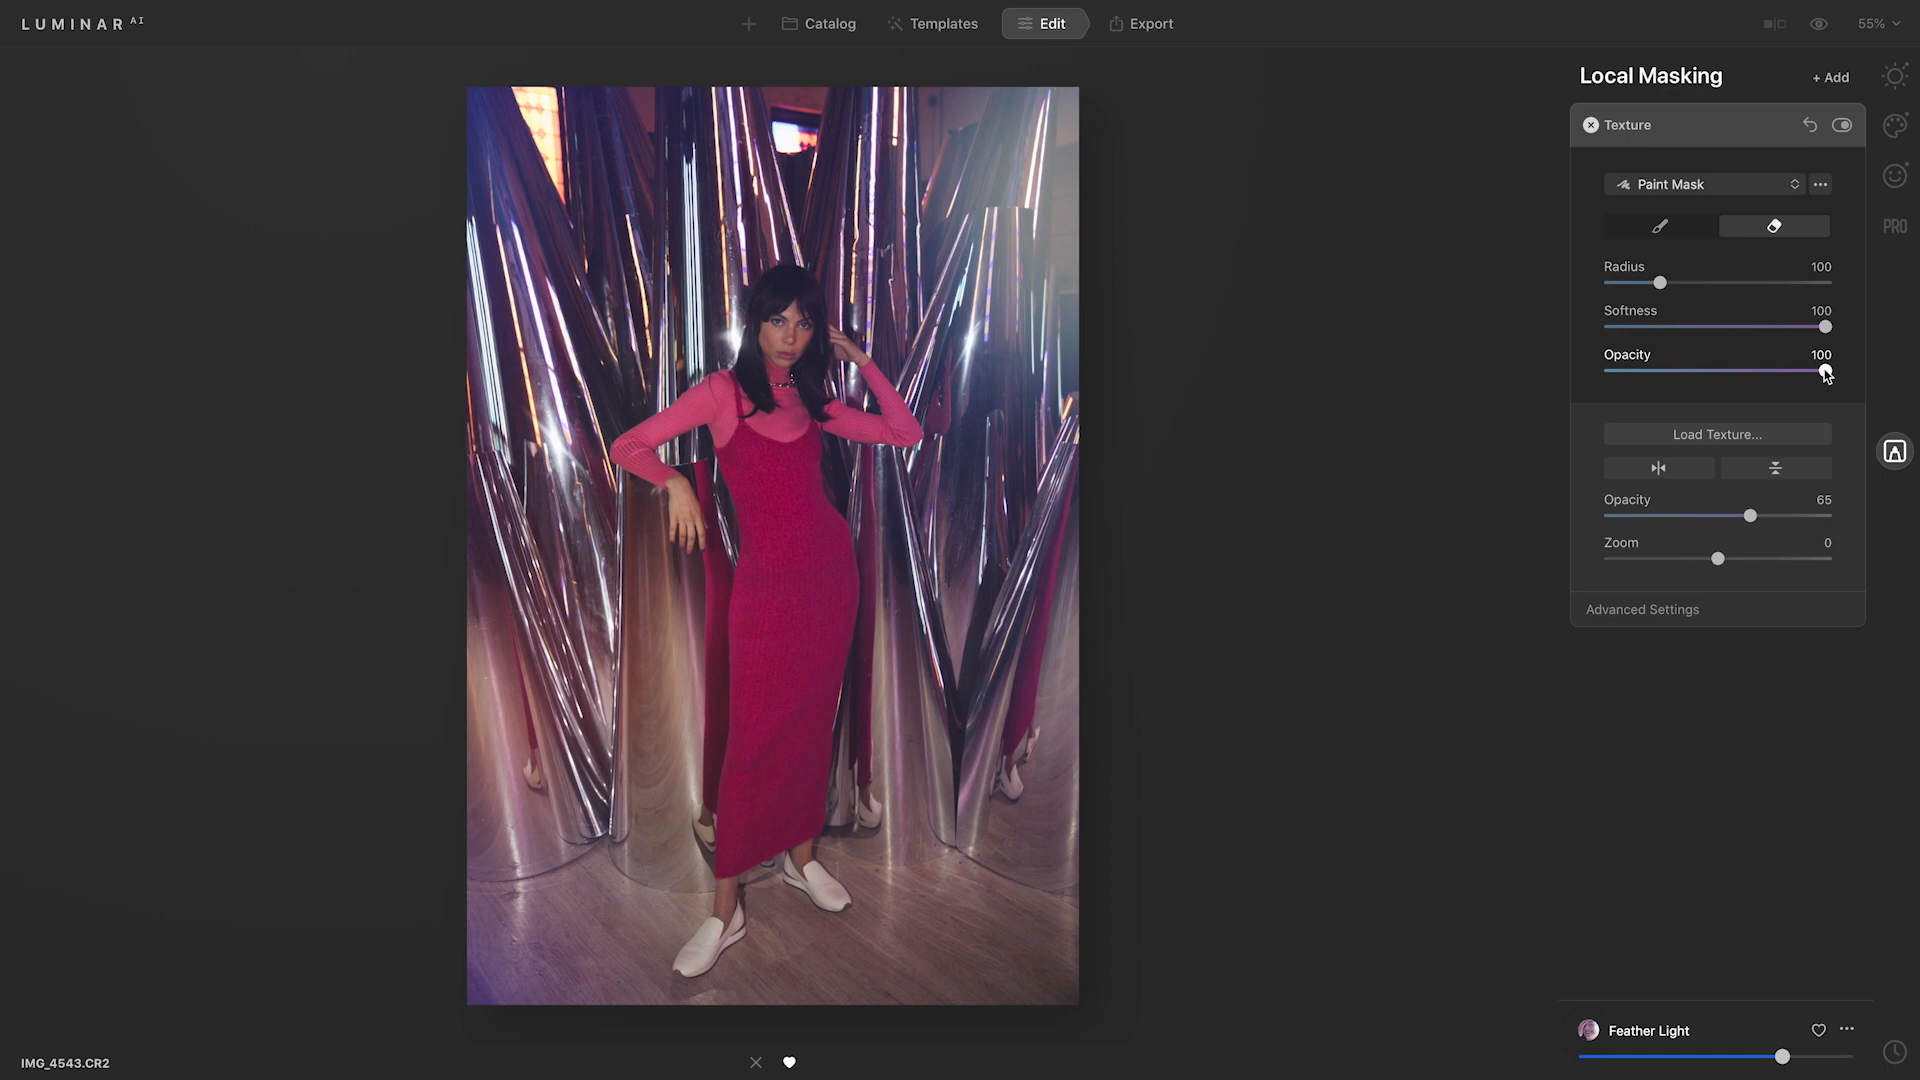 LUMINAR AI
Catalog
Templates
Edit
Export
55%
Local Masking
+ Add
Texture
Paint Mask
PRO
Radius 100
Softness 100
Opacity 100
Load Texture...
Opacity 65
Zoom 0
Advanced Settings
Feather Light
IMG_4543.CR2